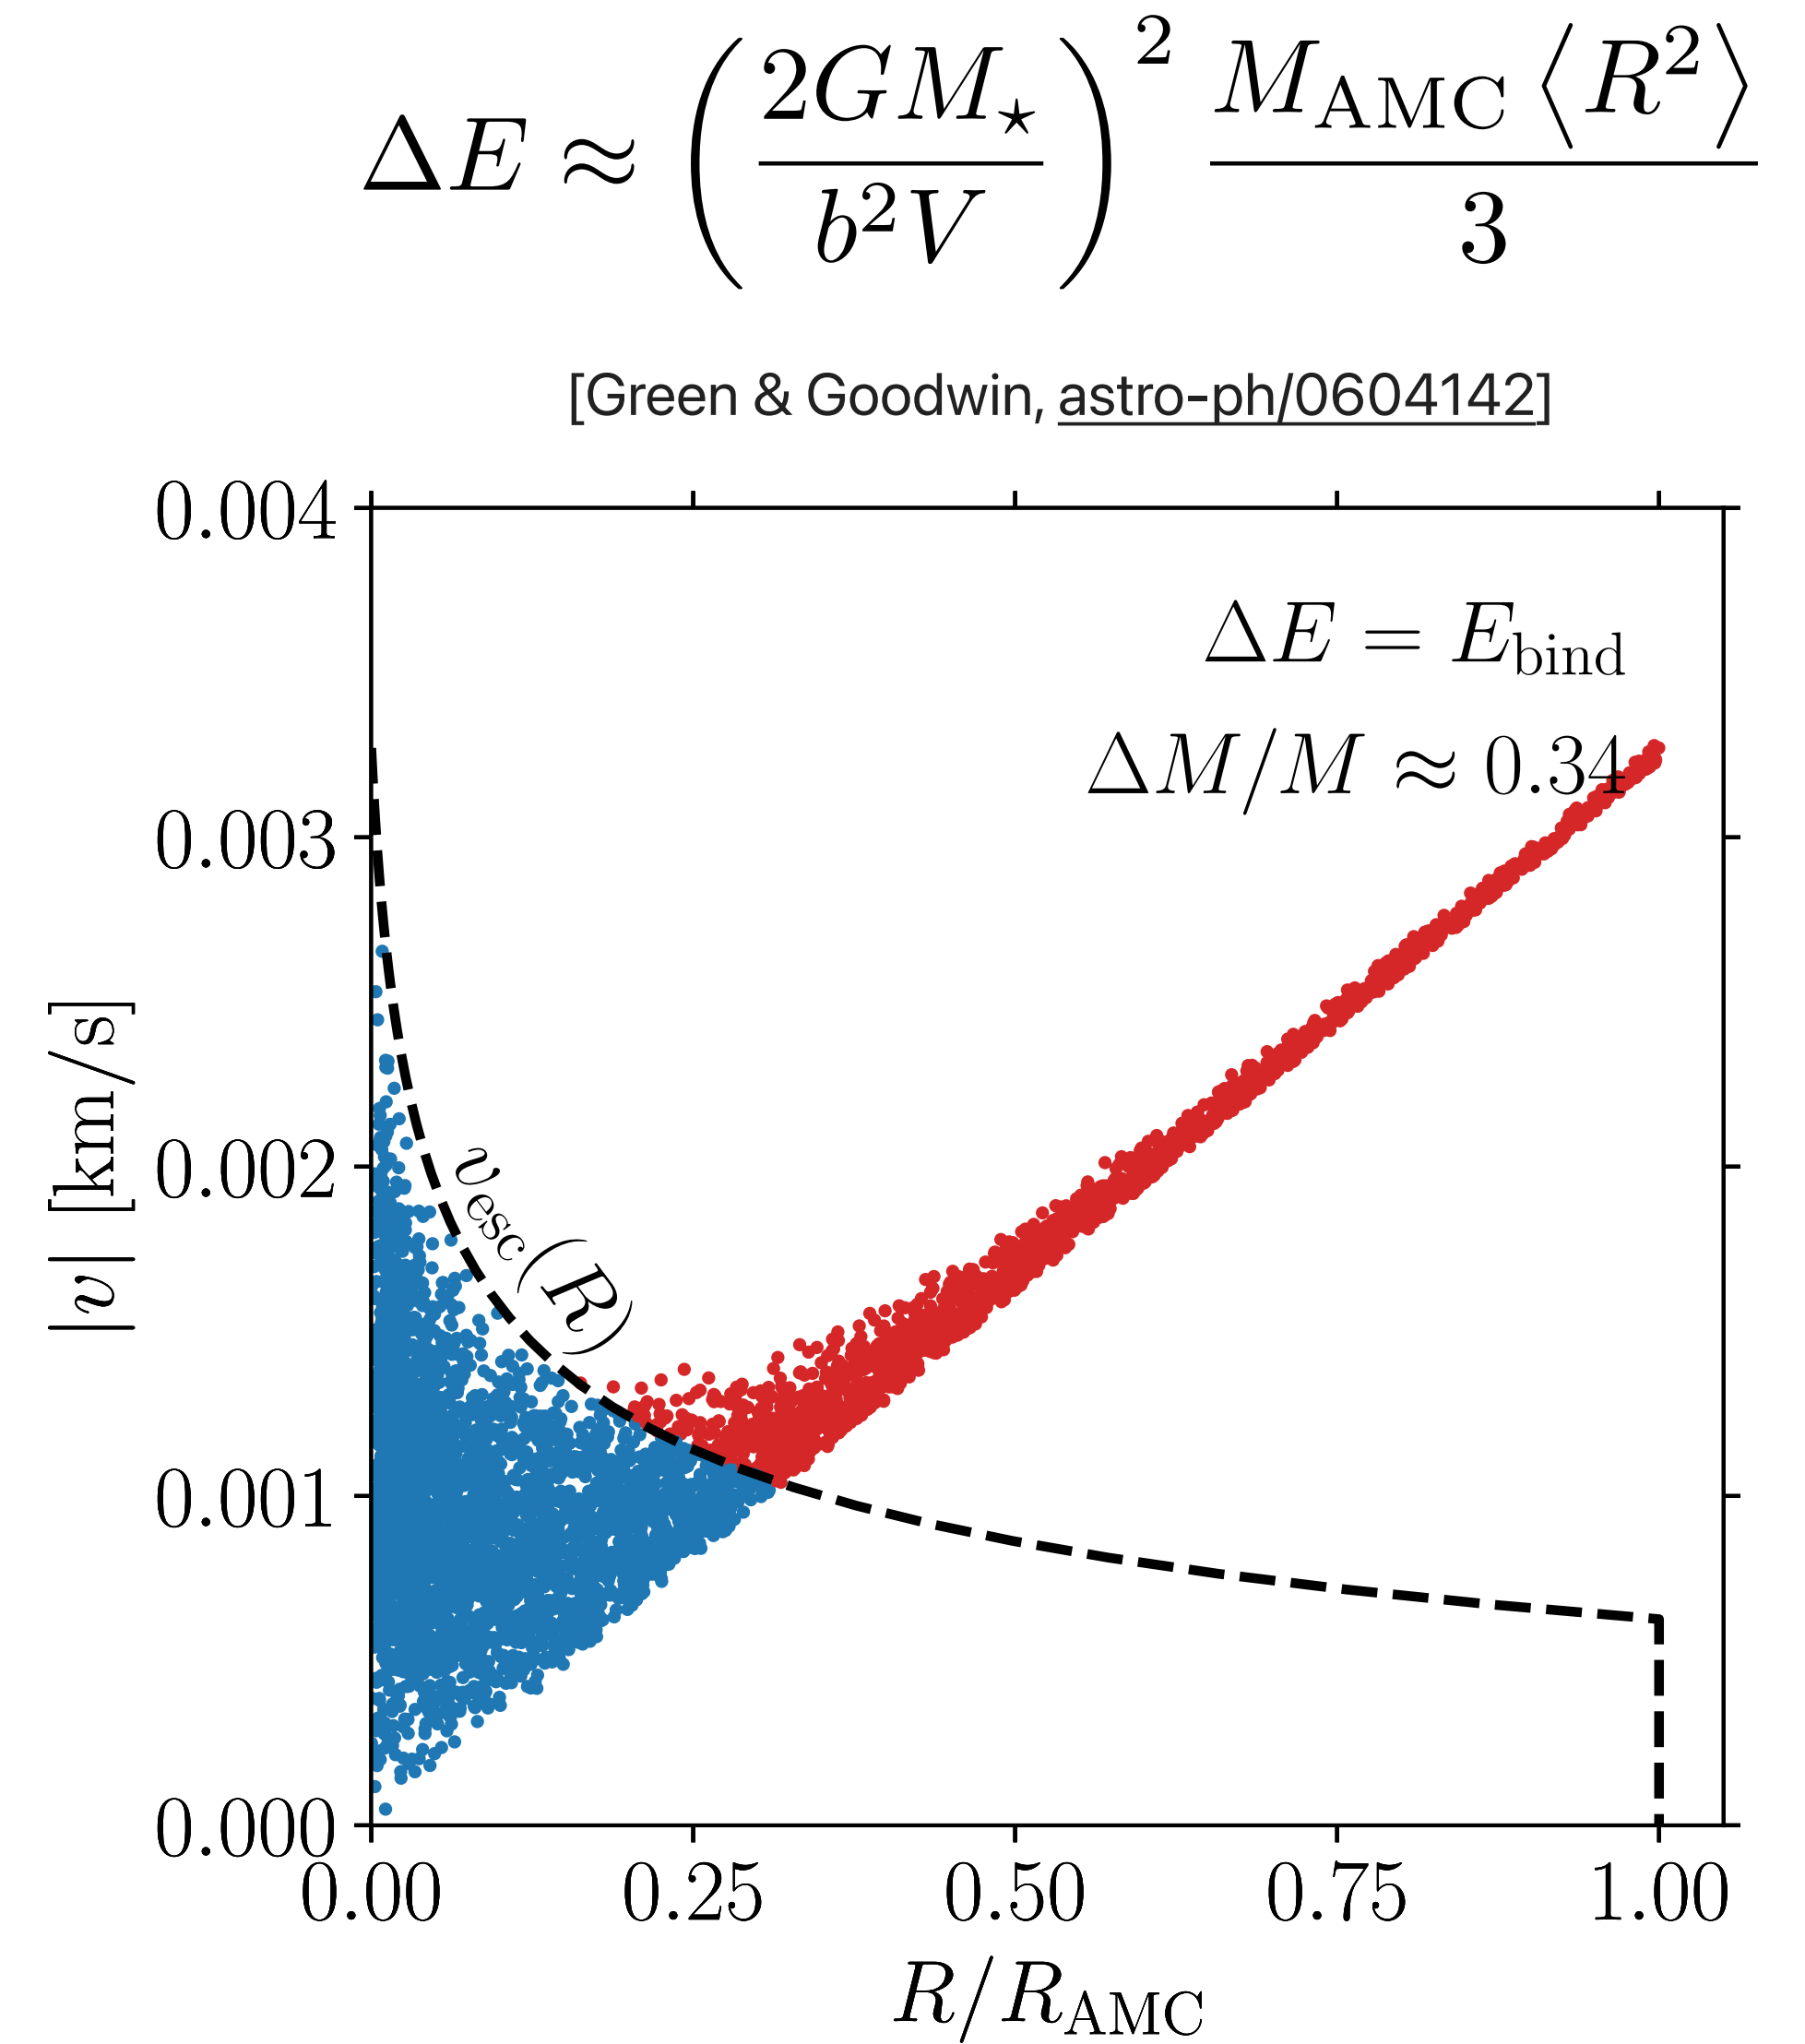 ΔE ≈ (2GM⋆ / b²V)² M_AMC ⟨R²⟩ / 3
[Green & Goodwin, astro-ph/0604142]
0.004
ΔE = E_bind
ΔM/M ≈ 0.34
0.003
0.002
v_esc(R)
|v| [km/s]
0.001
0.000
0.00 0.25 0.50 0.75 1.00
R/R_AMC